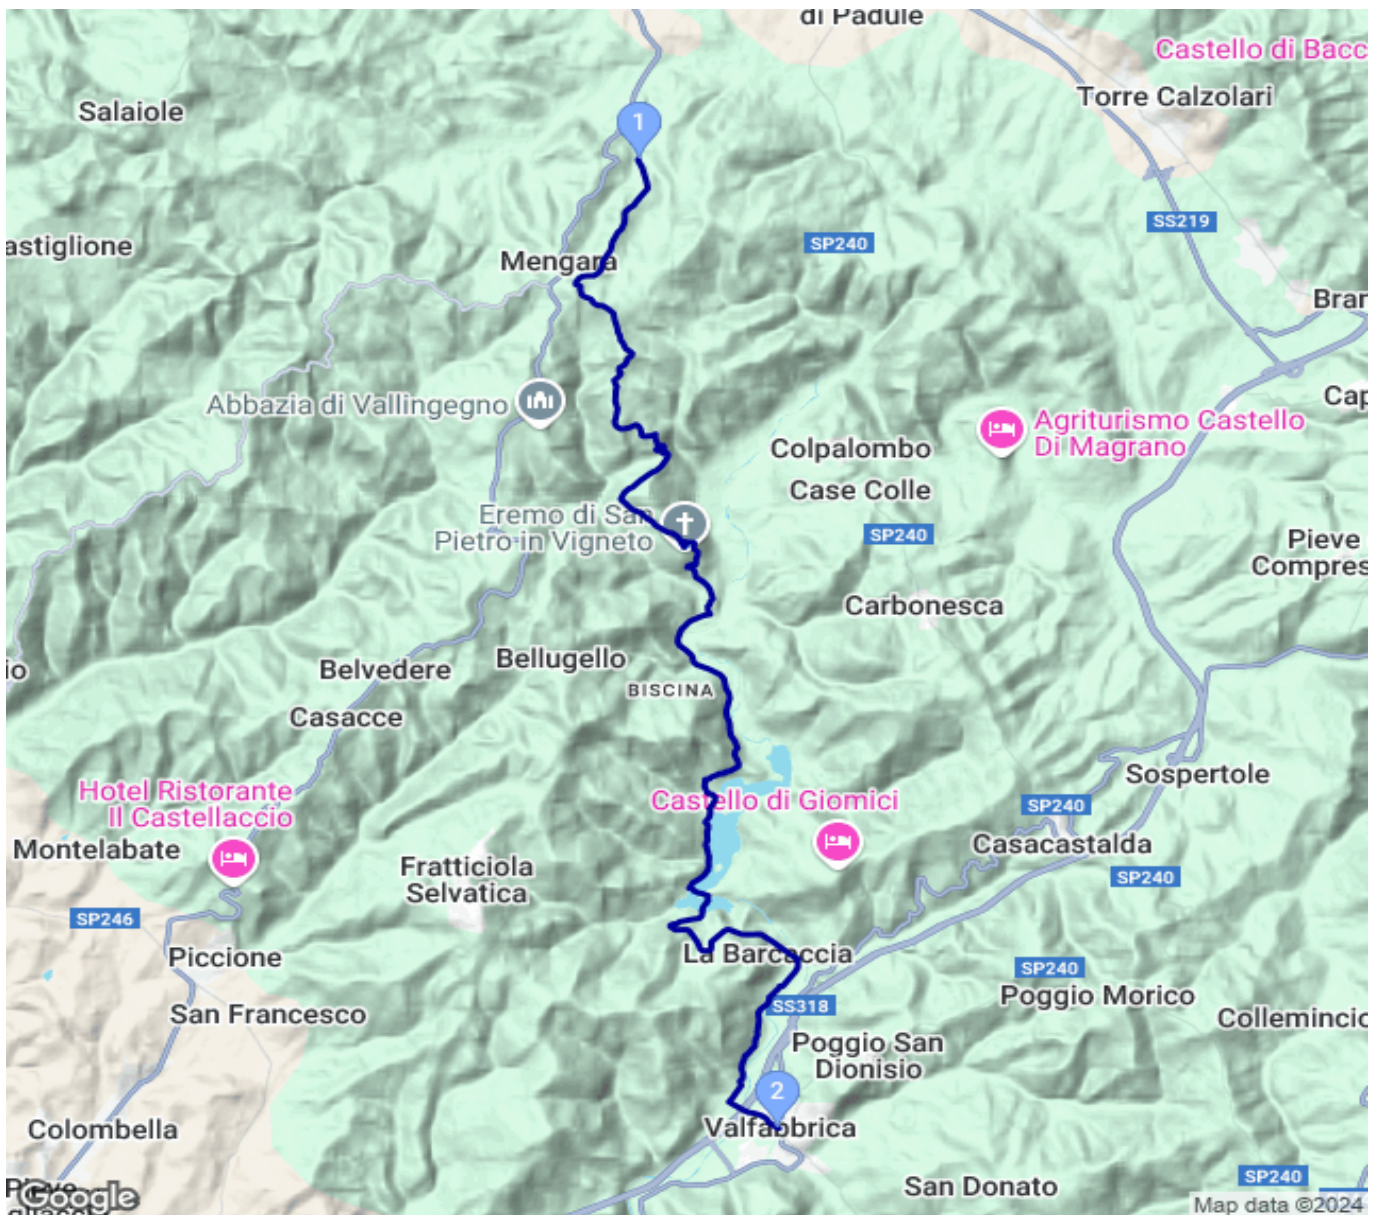 di Padule
Castello di Bacc
Torre Calzolari
Salaiole
1
SS219
astiglione
SP240
Mengara
Bran
Abbazia di Vallingegno
Cap
Agriturismo Castello
Di Magrano
Colpalombo
Case Colle
Eremo di San
Pietro in Vigneto
SP240
Pieve
Compres
Carbonesca
Bellugello
Belvedere
io
BISCINA
Casacce
Sospertole
Hotel Ristorante
Il Castellaccio
Castello di Giomici
SP240
Montelabate
Casacastalda
Fratticiola
Selvatica
SP240
SP246
Piccione
La Barcaccia
SP240
Poggio Morico
SS318
San Francesco
Collemincio
Poggio San
Dionisio
2
Valfabbrica
Colombella
SP240
San Donato
Google
Map data ©2024